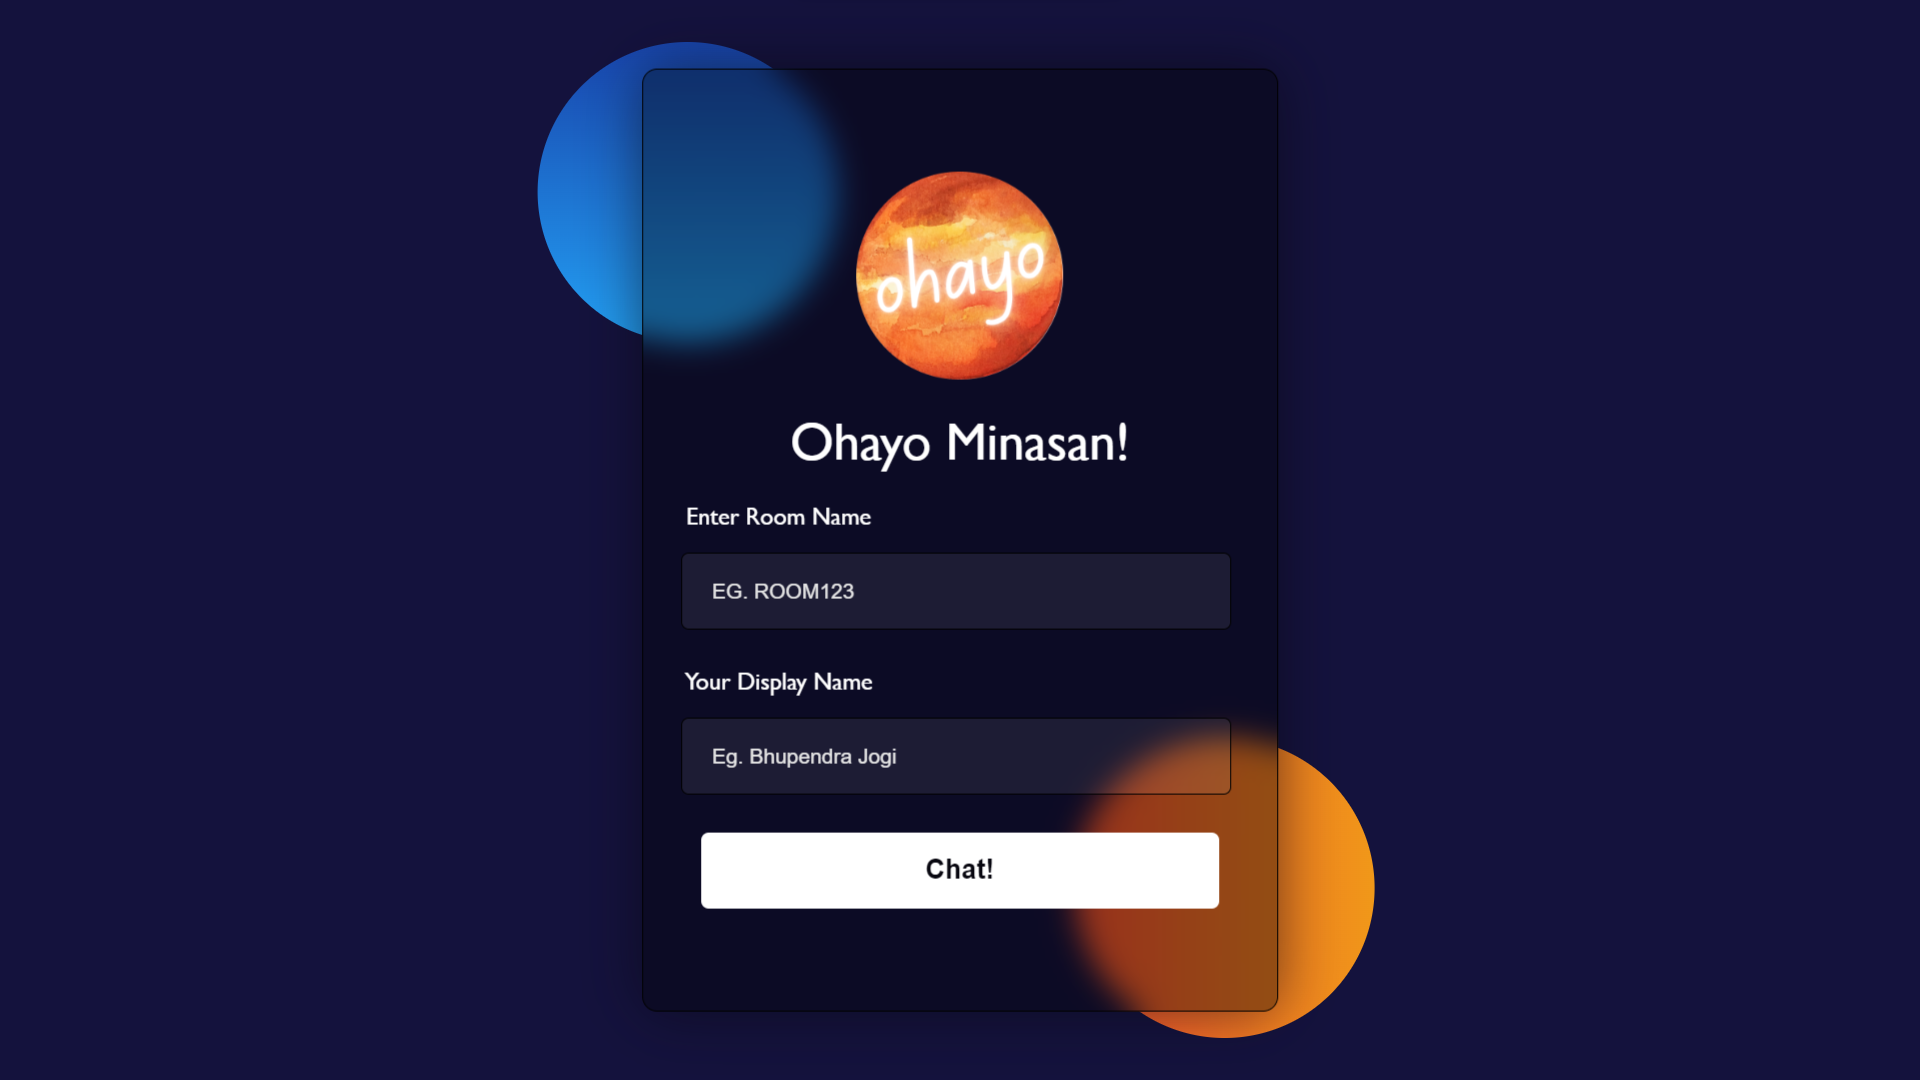 ohayo
Ohayo Minasan!
Enter Room Name
EG. ROOM123
Your Display Name
Eg. Bhupendra Jogi
Chat!